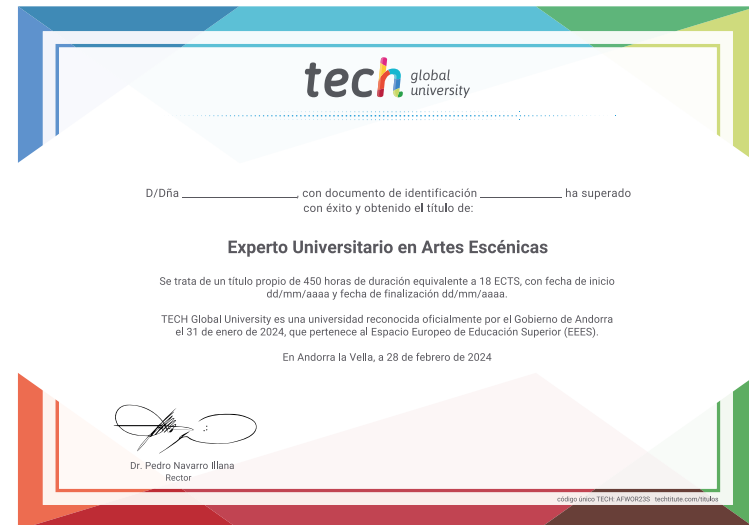 tech global university
D/Dña ____________________, con documento de identificación ______________ ha superado
con éxito y obtenido el título de:
Experto Universitario en Artes Escénicas
Se trata de un título propio de 450 horas de duración equivalente a 18 ECTS, con fecha de inicio
dd/mm/aaaa y fecha de finalización dd/mm/aaaa.
TECH Global University es una universidad reconocida oficialmente por el Gobierno de Andorra
el 31 de enero de 2024, que pertenece al Espacio Europeo de Educación Superior (EEES).
En Andorra la Vella, a 28 de febrero de 2024
Dr. Pedro Navarro Illana
Rector
código único TECH: AFWOR23S techtitute.com/titulos